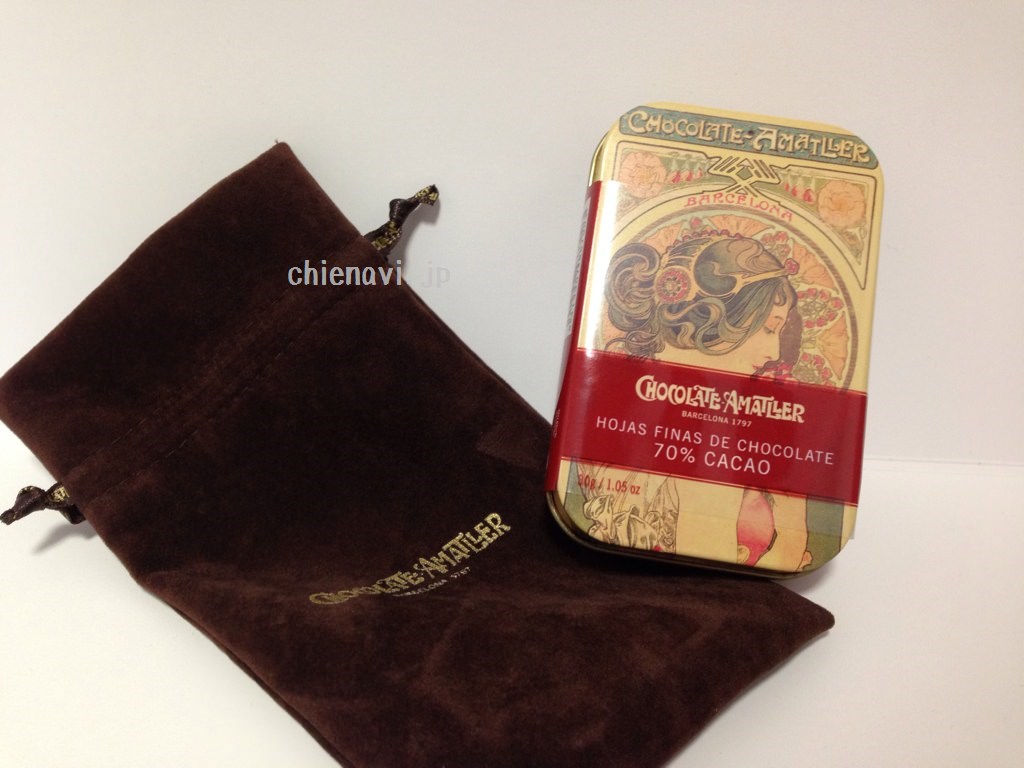 CHOCOLATE-AMATLLER
BARCELONA
CHOCOLATE-AMATLLER
BARCELONA 1797
HOJAS FINAS DE CHOCOLATE
70% CACAO
30g / 1.05 oz
chienavi.jp
CHOCOLATE-AMATLLER
BARCELONA 1797